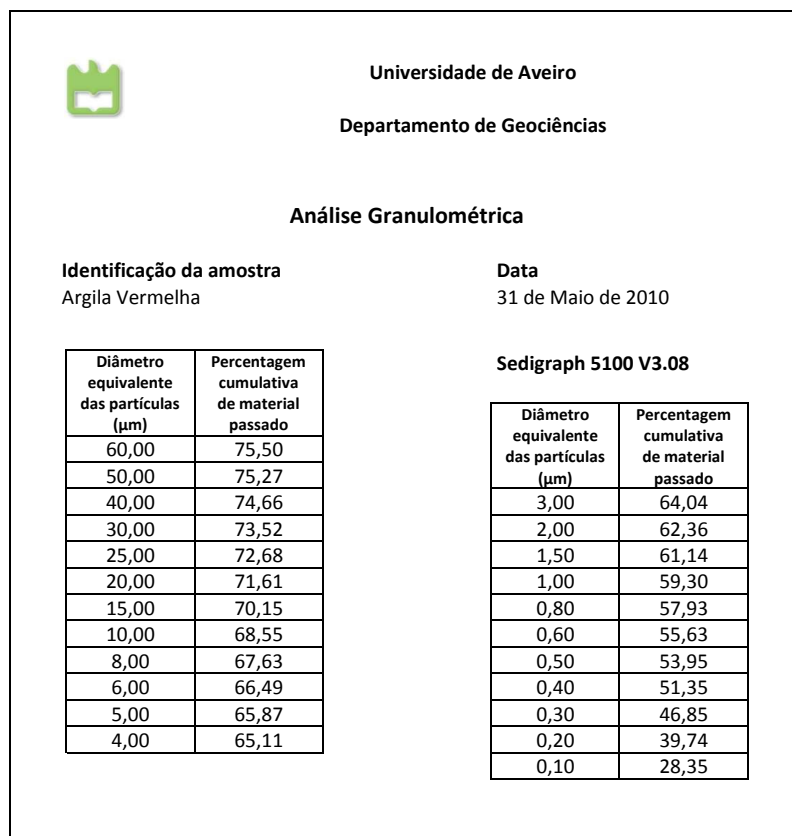 Universidade de Aveiro
Departamento de Geociências
Análise Granulométrica
Identificação da amostra
Argila Vermelha
Data
31 de Maio de 2010
Diâmetro
equivalente
das partículas
(µm)
Percentagem
cumulativa
de material
passado
60,00 75,50
50,00 75,27
40,00 74,66
30,00 73,52
25,00 72,68
20,00 71,61
15,00 70,15
10,00 68,55
8,00 67,63
6,00 66,49
5,00 65,87
4,00 65,11
Sedigraph 5100 V3.08
Diâmetro
equivalente
das partículas
(µm)
Percentagem
cumulativa
de material
passado
3,00 64,04
2,00 62,36
1,50 61,14
1,00 59,30
0,80 57,93
0,60 55,63
0,50 53,95
0,40 51,35
0,30 46,85
0,20 39,74
0,10 28,35